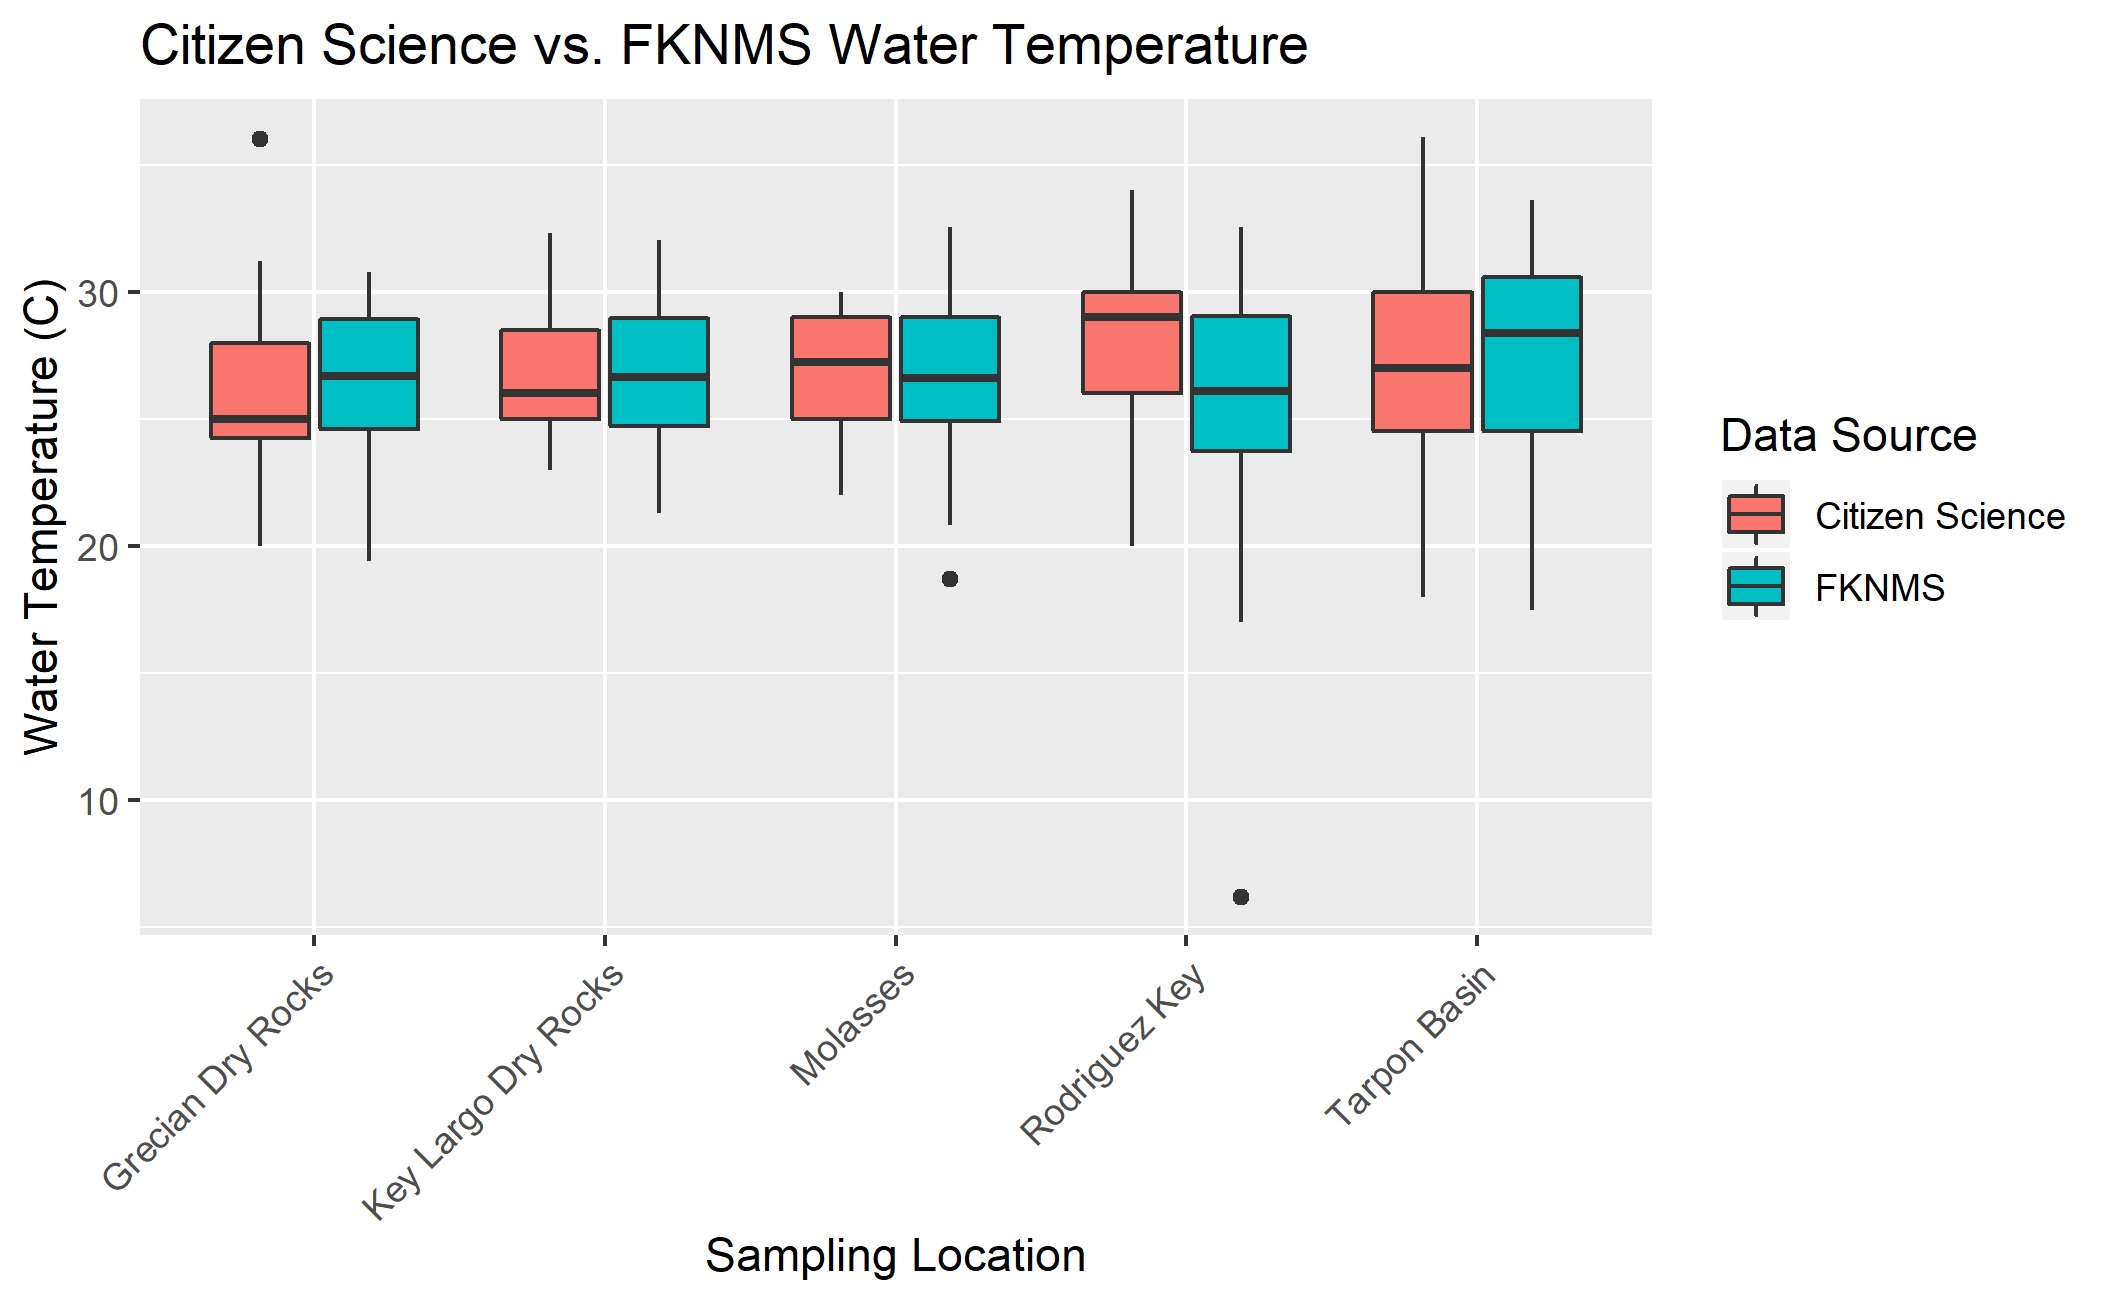 Citizen Science vs. FKNMS Water Temperature
Water Temperature (C)
30
20
10
Grecian Dry Rocks
Key Largo Dry Rocks
Molasses
Rodriguez Key
Tarpon Basin
Sampling Location
Data Source
Citizen Science
FKNMS